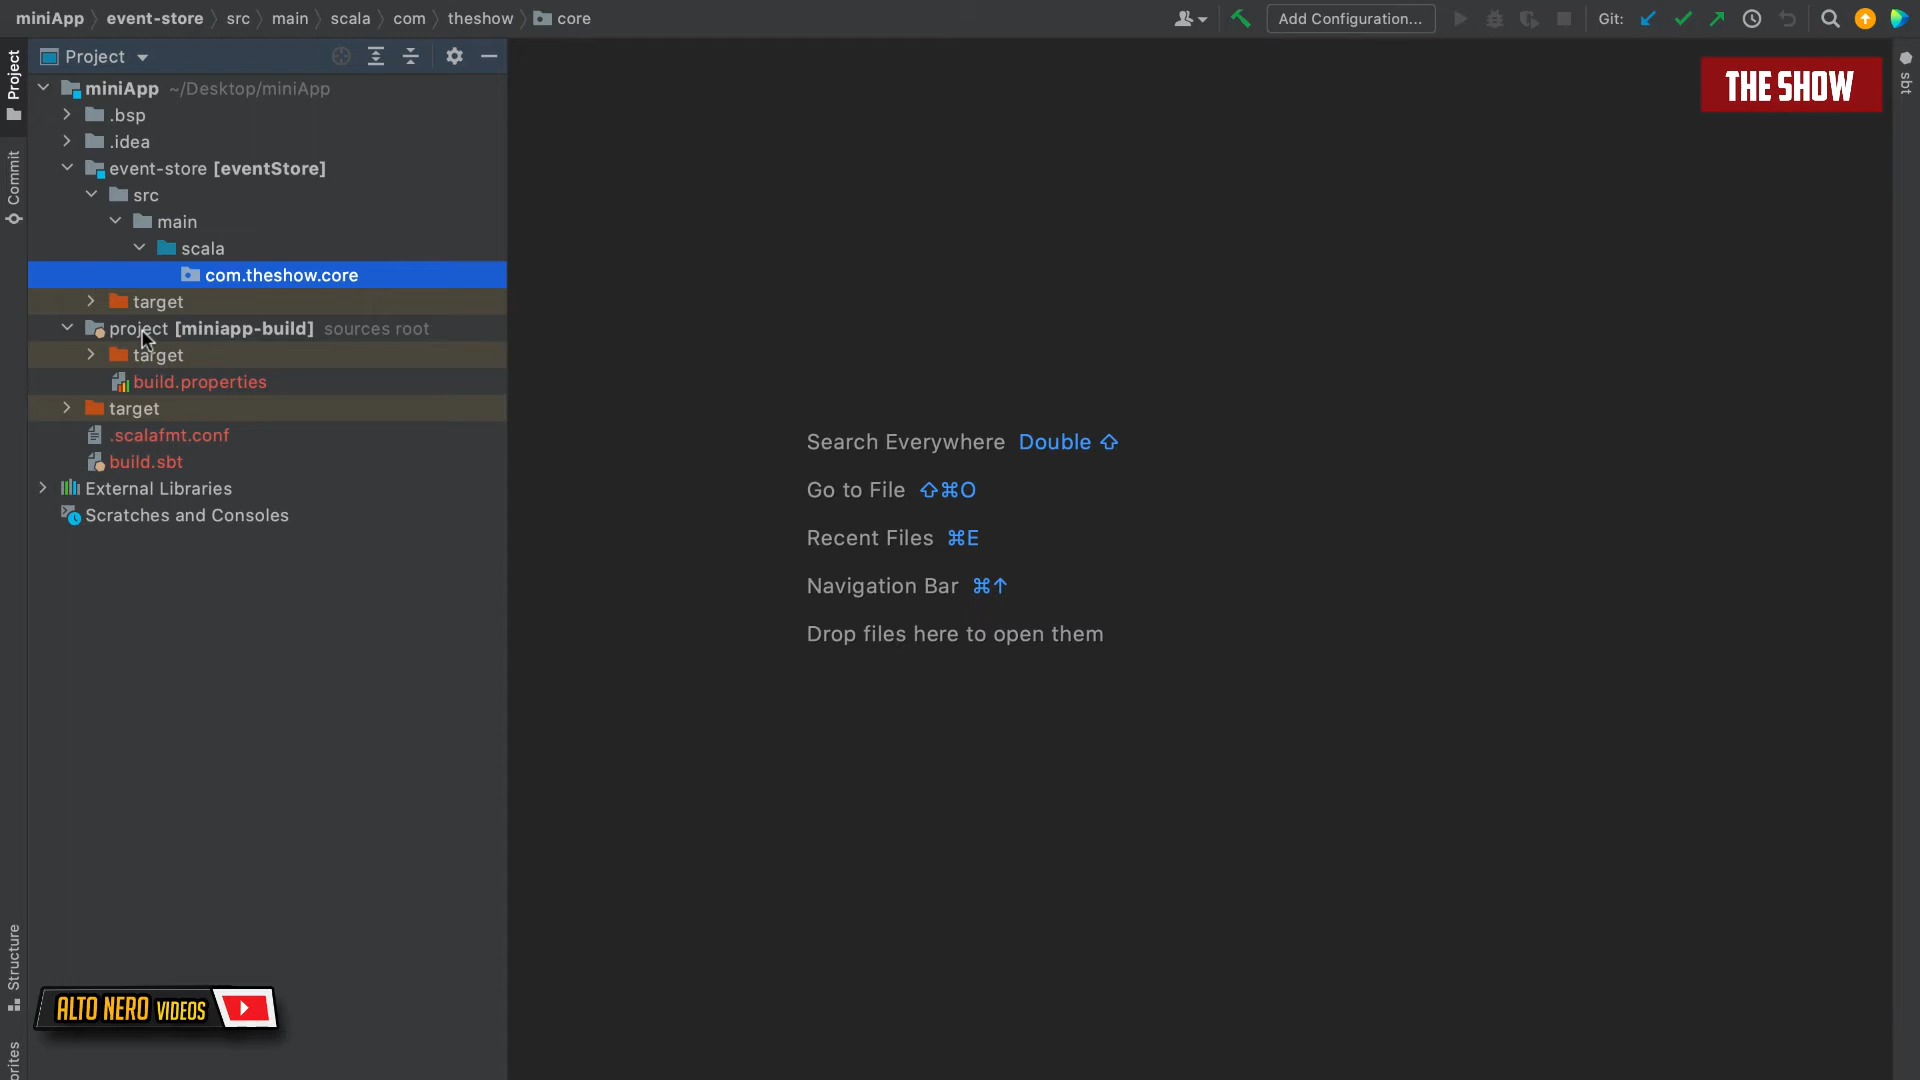 miniApp event-store src main scala com theshow core
Add Configuration...
Git:
Project
Project
miniApp ~/Desktop/miniApp
.bsp
.idea
event-store [eventStore]
src
main
scala
com.theshow.core
target
project [miniapp-build] sources root
target
build.properties
target
.scalafmt.conf
build.sbt
External Libraries
Scratches and Consoles
Commit
Structure
Search Everywhere Double ⇧
Go to File ⇧⌘O
Recent Files ⌘E
Navigation Bar ⌘↑
Drop files here to open them
THE SHOW
sbt
ALTO NERO VIDEOS